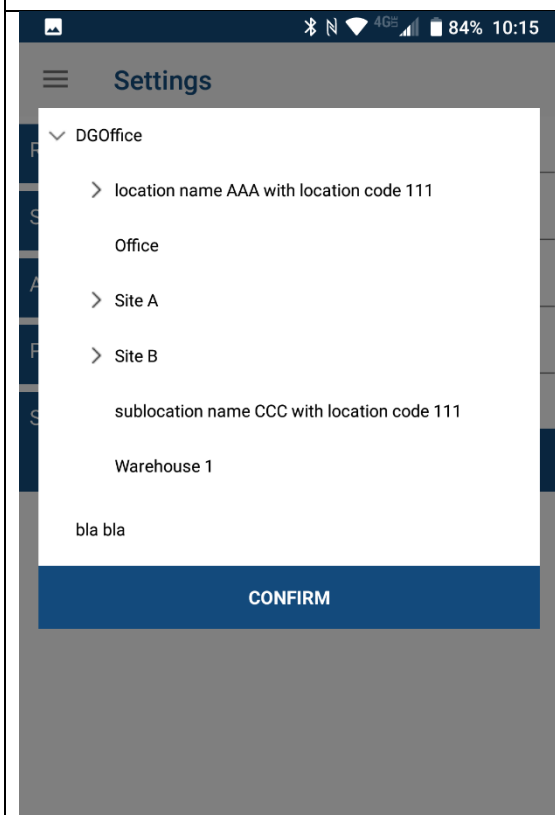 4G 84% 10:15
Settings
DGOffice
location name AAA with location code 111
Office
Site A
Site B
sublocation name CCC with location code 111
Warehouse 1
bla bla
CONFIRM